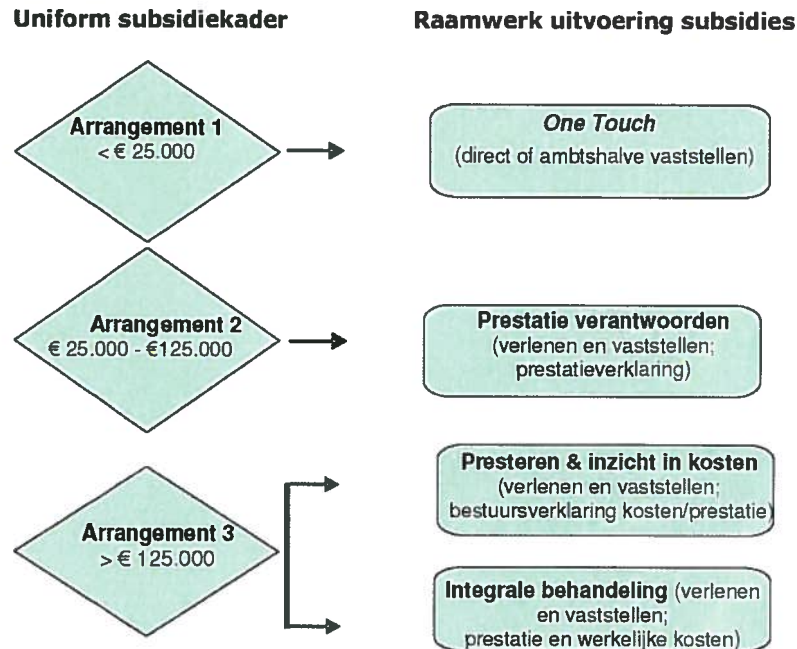 Uniform subsidiekader
Raamwerk uitvoering subsidies
Arrangement 1
< € 25.000
One Touch
(direct of ambtshalve vaststellen)
Arrangement 2
€ 25.000 - €125.000
Prestatie verantwoorden
(verlenen en vaststellen;
prestatieverklaring)
Arrangement 3
> € 125.000
Presteren & inzicht in kosten
(verlenen en vaststellen;
bestuursverklaring kosten/prestatie)
Integrale behandeling (verlenen
en vaststellen;
prestatie en werkelijke kosten)